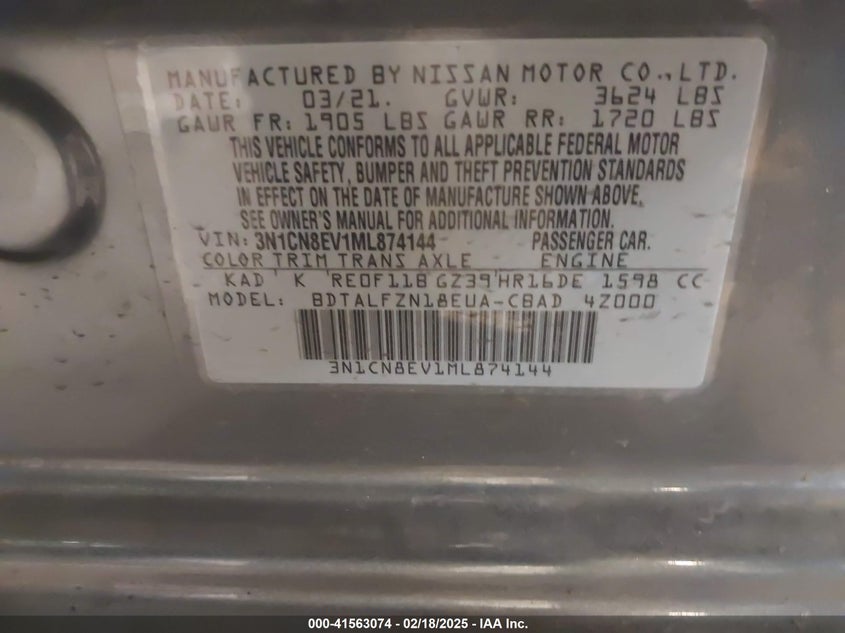 MANUFACTURED BY NISSAN MOTOR CO., LTD.
DATE: 03/21. GVWR: 3624 LBS
GAWR FR: 1905 LBS GAWR RR: 1720 LBS
THIS VEHICLE CONFORMS TO ALL APPLICABLE FEDERAL MOTOR
VEHICLE SAFETY, BUMPER AND THEFT PREVENTION STANDARDS
IN EFFECT ON THE DATE OF MANUFACTURE SHOWN ABOVE.
SEE OWNER'S MANUAL FOR ADDITIONAL INFORMATION.
VIN: 3N1CN8EV1ML874144 PASSENGER CAR.
COLOR TRIM TRANS AXLE ENGINE
KAD K RE0F11B GZ39 HR16DE 1598 CC
MODEL: BDTALFZN18EUA-CBAD 4Z000
3N1CN8EV1ML874144
000-41563074 / 02/18/2025 - IAA Inc.